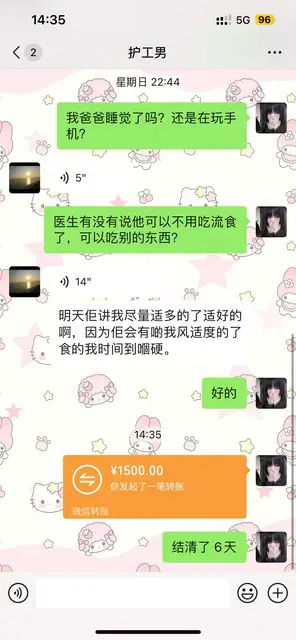 14:35
5G
96
2
护工男
星期日 22:44
我爸爸睡觉了吗？还是在玩手
机？
5"
医生有没有说他可以不用吃流食
了，可以吃别的东西？
14"
明天佢讲我尽量适多的了适好的
啊，因为佢会有啲我风适度的了
食的我时间到嗰硬。
好的
14:35
¥1500.00
你发起了一笔转账
微信转账
结清了 6天